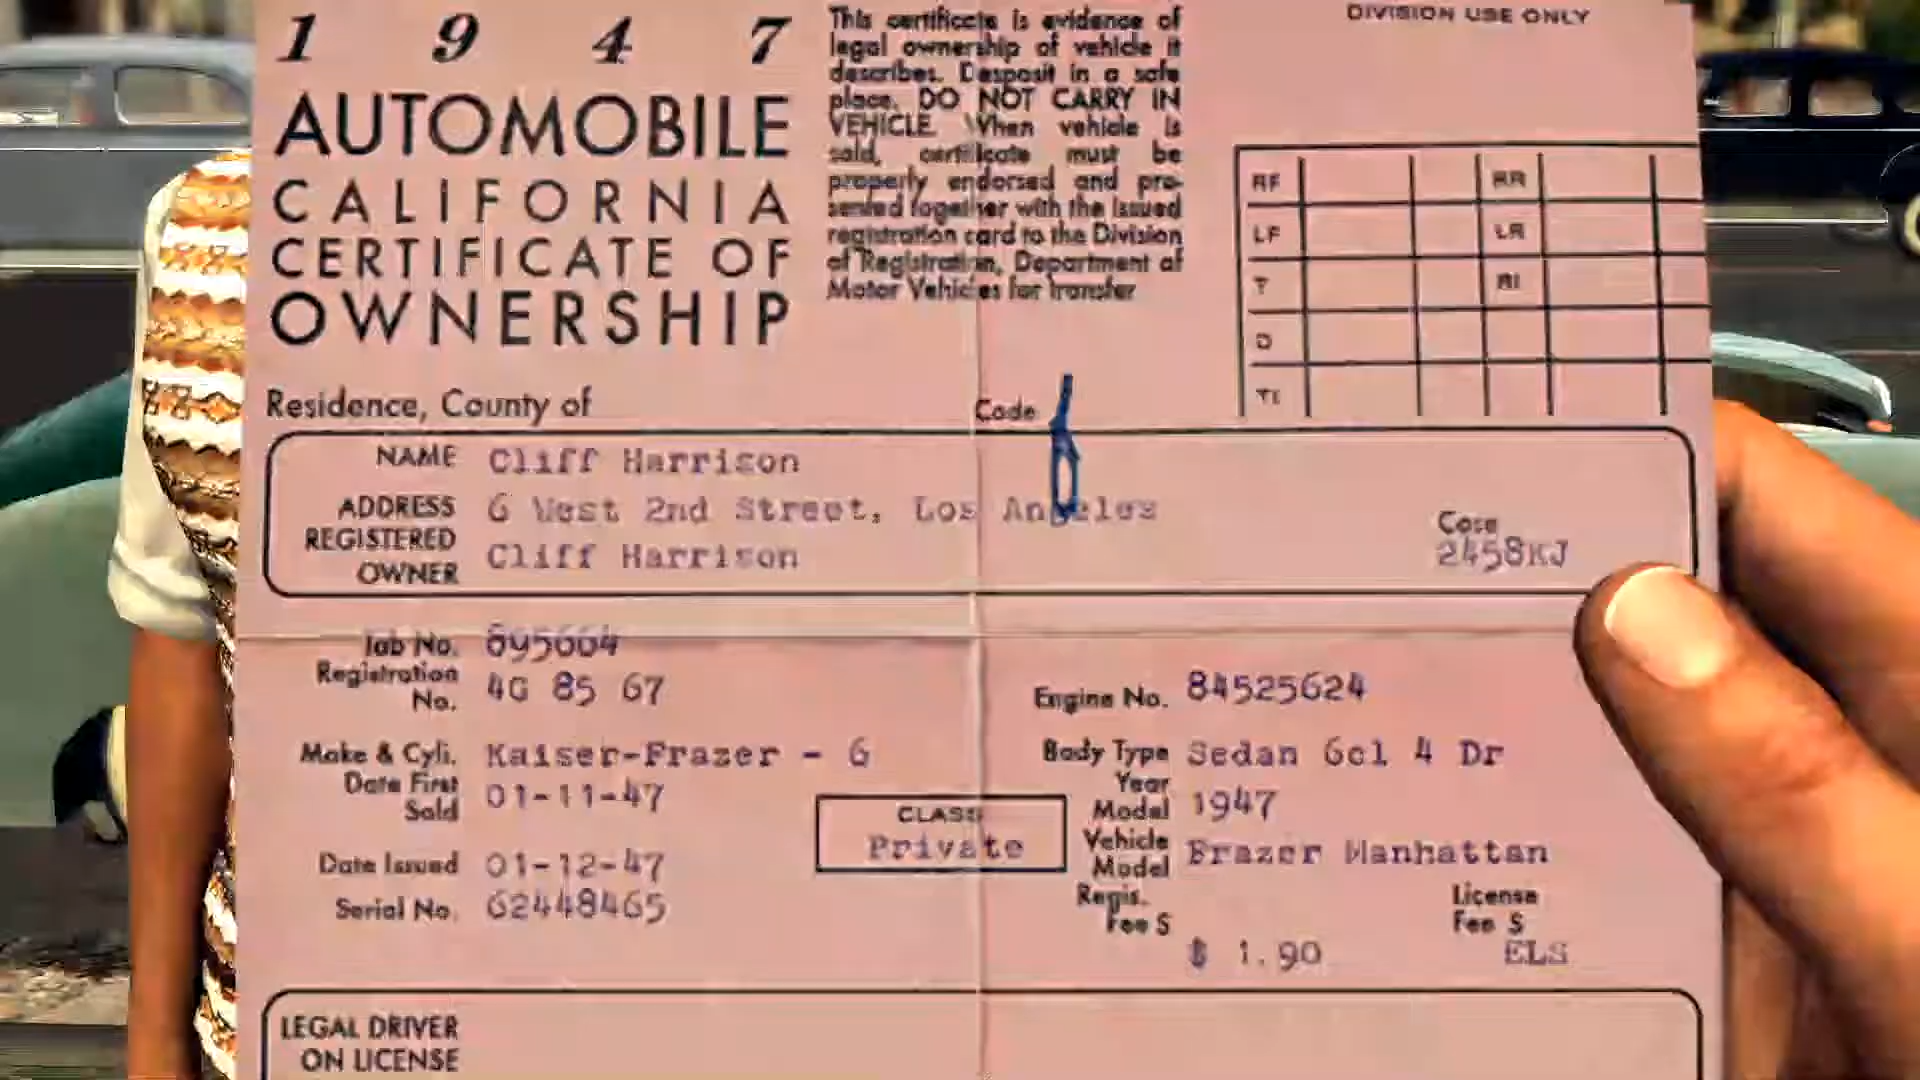 1 9 4 7
AUTOMOBILE
CALIFORNIA
CERTIFICATE OF
OWNERSHIP
This certificate is evidence of
legal ownership of vehicle it
describes. Desposit in a safe
place. DO NOT CARRY IN
VEHICLE. When vehicle is
sold, certificate must be
properly endorsed and pre-
sented together with the issued
registration card to the Division
of Registration, Department of
Motor Vehicles for transfer
DIVISION USE ONLY
RF RR
LF LR
T RI
D
TI
Residence, County of
Code
NAME Cliff Harrison
ADDRESS 6 West 2nd Street, Los Angeles
REGISTERED
OWNER Cliff Harrison
Case
2458KJ
Iab No. 895664
Registration
No. 4G 85 67
Engine No. 84525624
Make & Cyli. Kaiser-Frazer - 6
Body Type Sedan 6cl 4 Dr
Date First
Sold 01-11-47
Year
Model 1947
CLASS
Private
Vehicle
Model Frazer Manhattan
Date Issued 01-12-47
Serial No. 62448465
Regis.
Fee $
$ 1.90
License
Fee $
ELS
LEGAL DRIVER
ON LICENSE